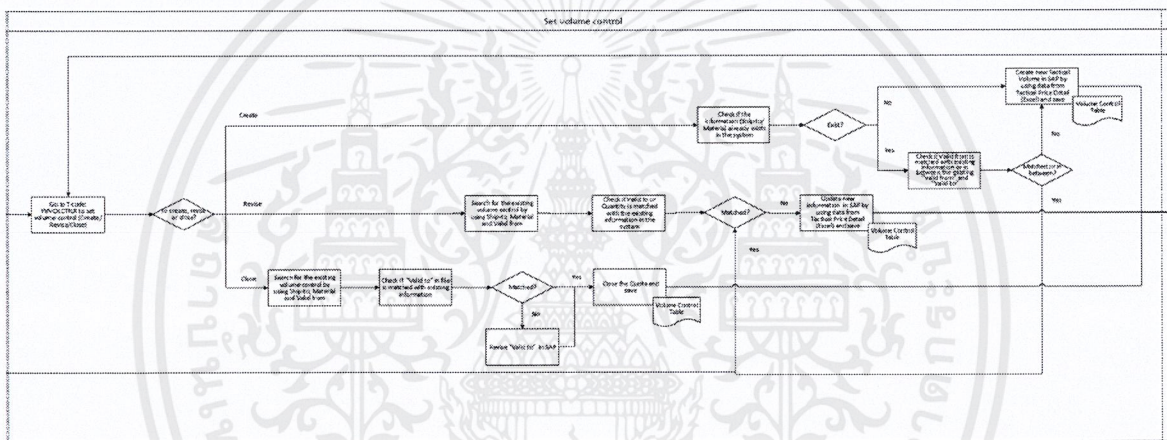 Set volume control
Go to T-code:
to set
volume control (Create/
Revise/Close)
To create, revise
or close?
Create
Check if the
information (Shipto/
Material already exists
in the system
Exist?
No
Create new Tactical
Volume in SAP by
using data from
Tactical Price Detail
(Excel) and save
Volume Control
Table
Yes
Check if Valid from is
matched with existing
information or is
between the existing
"Valid from" and
"Valid to"
Matched or in
between?
No
Yes
Revise
Search for the existing
volume control by
using Shipto, Material
and Valid from
Check if Valid to or
Quantity is matched
with the existing
information in the
system
Matched?
No
Yes
Update new
information in SAP by
using data from
Tactical Price Detail
(Excel) and save
Volume Control
Table
Close
Search for the existing
volume control by
using Shipto, Material
and Valid from
Check if "Valid to" in file
is matched with existing
information
Matched?
Yes
No
Revise "Valid to" in SAP
Close the Quota and
save
Volume Control
Table